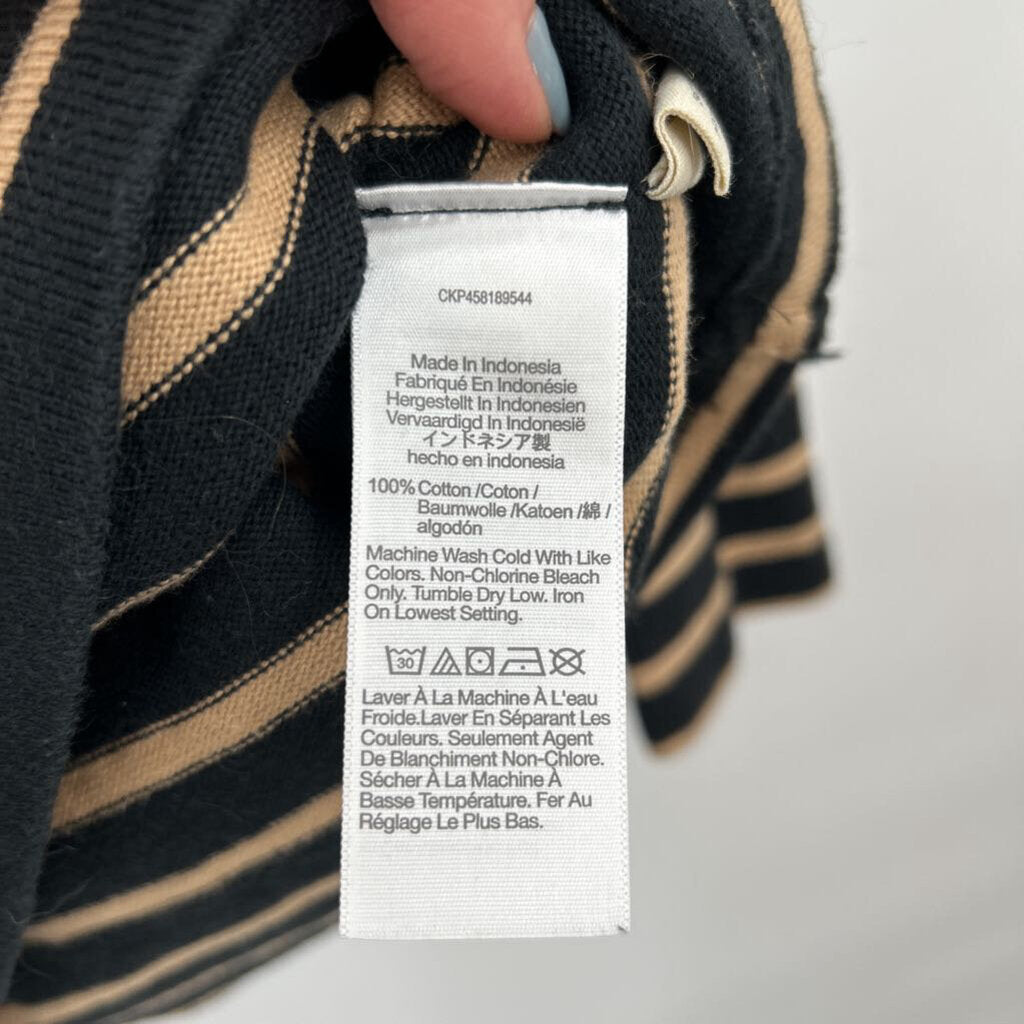 CKP458189544
Made In Indonesia
Fabriqué En Indonésie
Hergestellt In Indonesien
Vervaardigd In Indonesië
インドネシア製
hecho en indonesia
100% Cotton /Coton /
Baumwolle /Katoen /綿 /
algodón
Machine Wash Cold With Like
Colors. Non-Chlorine Bleach
Only. Tumble Dry Low. Iron
On Lowest Setting.
30
Laver À La Machine À L'eau
Froide.Laver En Séparant Les
Couleurs. Seulement Agent
De Blanchiment Non-Chlore.
Sécher À La Machine À
Basse Température. Fer Au
Réglage Le Plus Bas.